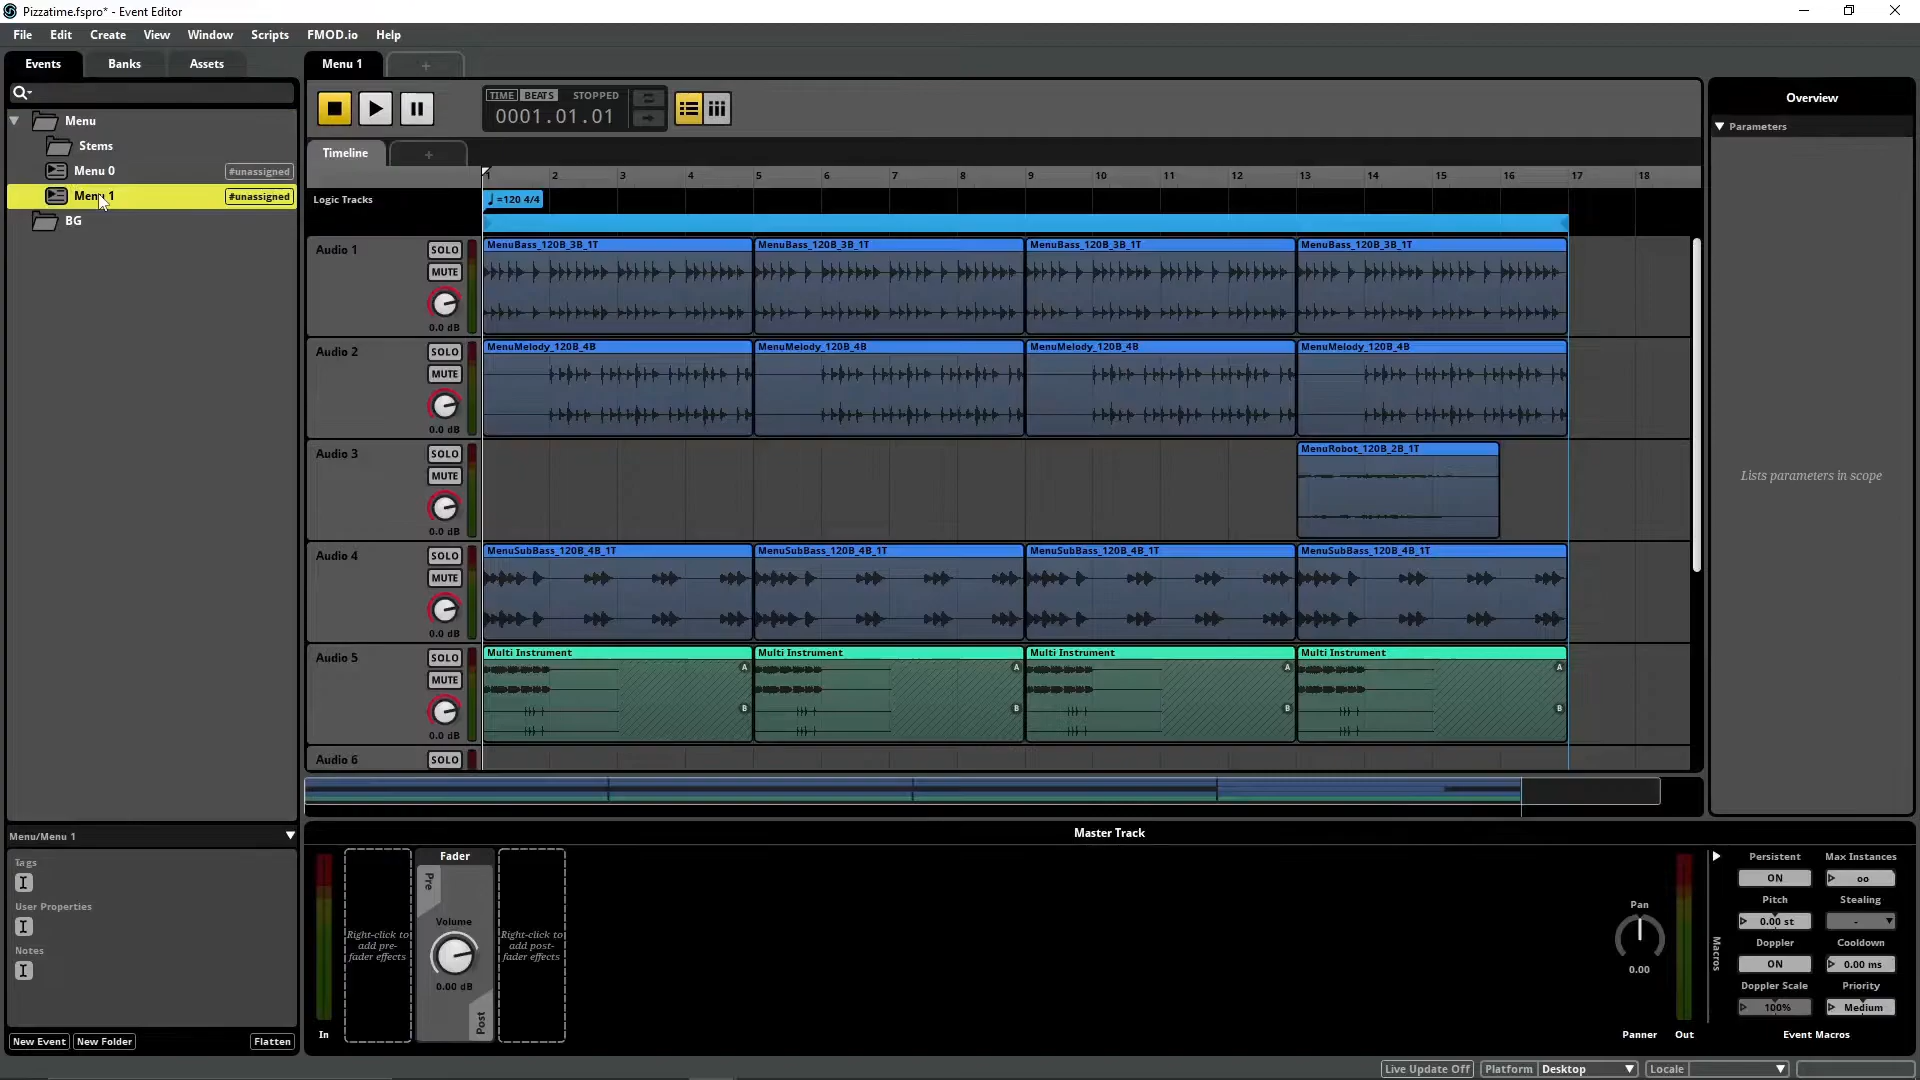 Pizzatime.fspro* - Event Editor
File Edit Create View Window Scripts FMOD.io Help
Events Banks Assets
Menu
Stems
Menu 0 #unassigned
Menu 1 #unassigned
BG
Menu 1 +
TIME BEATS STOPPED
0001.01.01
Timeline +
1 2 3 4 5 6 7 8 9 10 11 12 13 14 15 16 17 18
Logic Tracks
=120 4/4
Audio 1
SOLO
MUTE
0.0 dB
MenuBass_120B_3B_1T MenuBass_120B_3B_1T MenuBass_120B_3B_1T MenuBass_120B_3B_1T
Audio 2
SOLO
MUTE
0.0 dB
MenuMelody_120B_4B MenuMelody_120B_4B MenuMelody_120B_4B MenuMelody_120B_4B
Audio 3
SOLO
MUTE
0.0 dB
MenuRobot_120B_2B_1T
Audio 4
SOLO
MUTE
0.0 dB
MenuSubBass_120B_4B_1T MenuSubBass_120B_4B_1T MenuSubBass_120B_4B_1T MenuSubBass_120B_4B_1T
Audio 5
SOLO
MUTE
0.0 dB
Multi Instrument Multi Instrument Multi Instrument Multi Instrument
A A A A
B B B B
Audio 6
SOLO
Overview
Parameters
Lists parameters in scope
Menu/Menu 1
Tags
User Properties
Notes
New Event New Folder Flatten
Master Track
In
Right-click to
add pre-
fader effects
Fader
Pre
Volume
0.00 dB
Post
Right-click to
add post-
fader effects
Pan
0.00
Panner
Out
Macros
Persistent Max Instances
ON oo
Pitch Stealing
0.00 st -
Doppler Cooldown
ON 0.00 ms
Doppler Scale Priority
100% Medium
Event Macros
Live Update Off Platform Desktop Locale